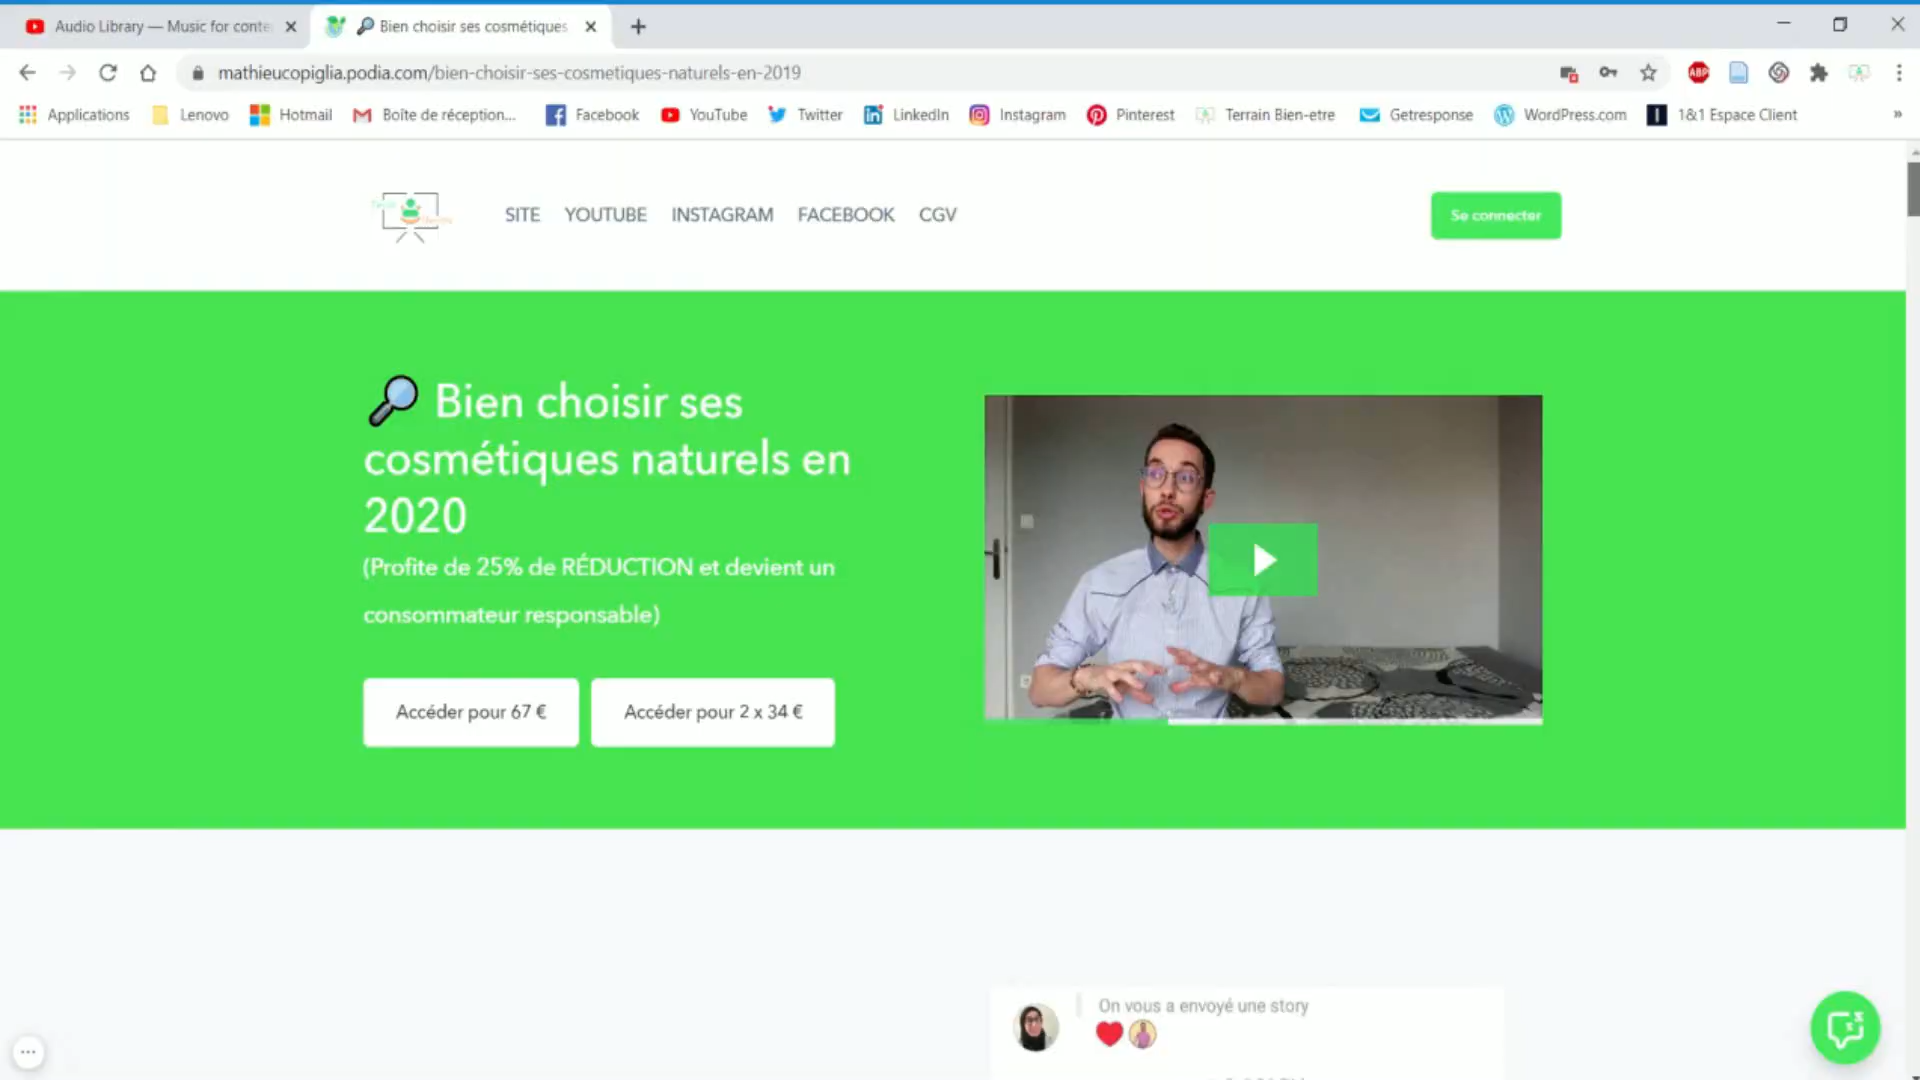 Audio Library — Music for conte
Bien choisir ses cosmétiques
mathieucopiglia.podia.com/bien-choisir-ses-cosmetiques-naturels-en-2019
ABP
Applications
Lenovo
Hotmail
Boîte de réception...
Facebook
YouTube
Twitter
LinkedIn
Instagram
Pinterest
Terrain Bien-etre
Getresponse
WordPress.com
1&1 Espace Client
»
SITE YOUTUBE INSTAGRAM FACEBOOK CGV
Se connecter
Bien choisir ses
cosmétiques naturels en
2020
(Profite de 25% de RÉDUCTION et devient un
consommateur responsable)
Accéder pour 67 €
Accéder pour 2 x 34 €
On vous a envoyé une story